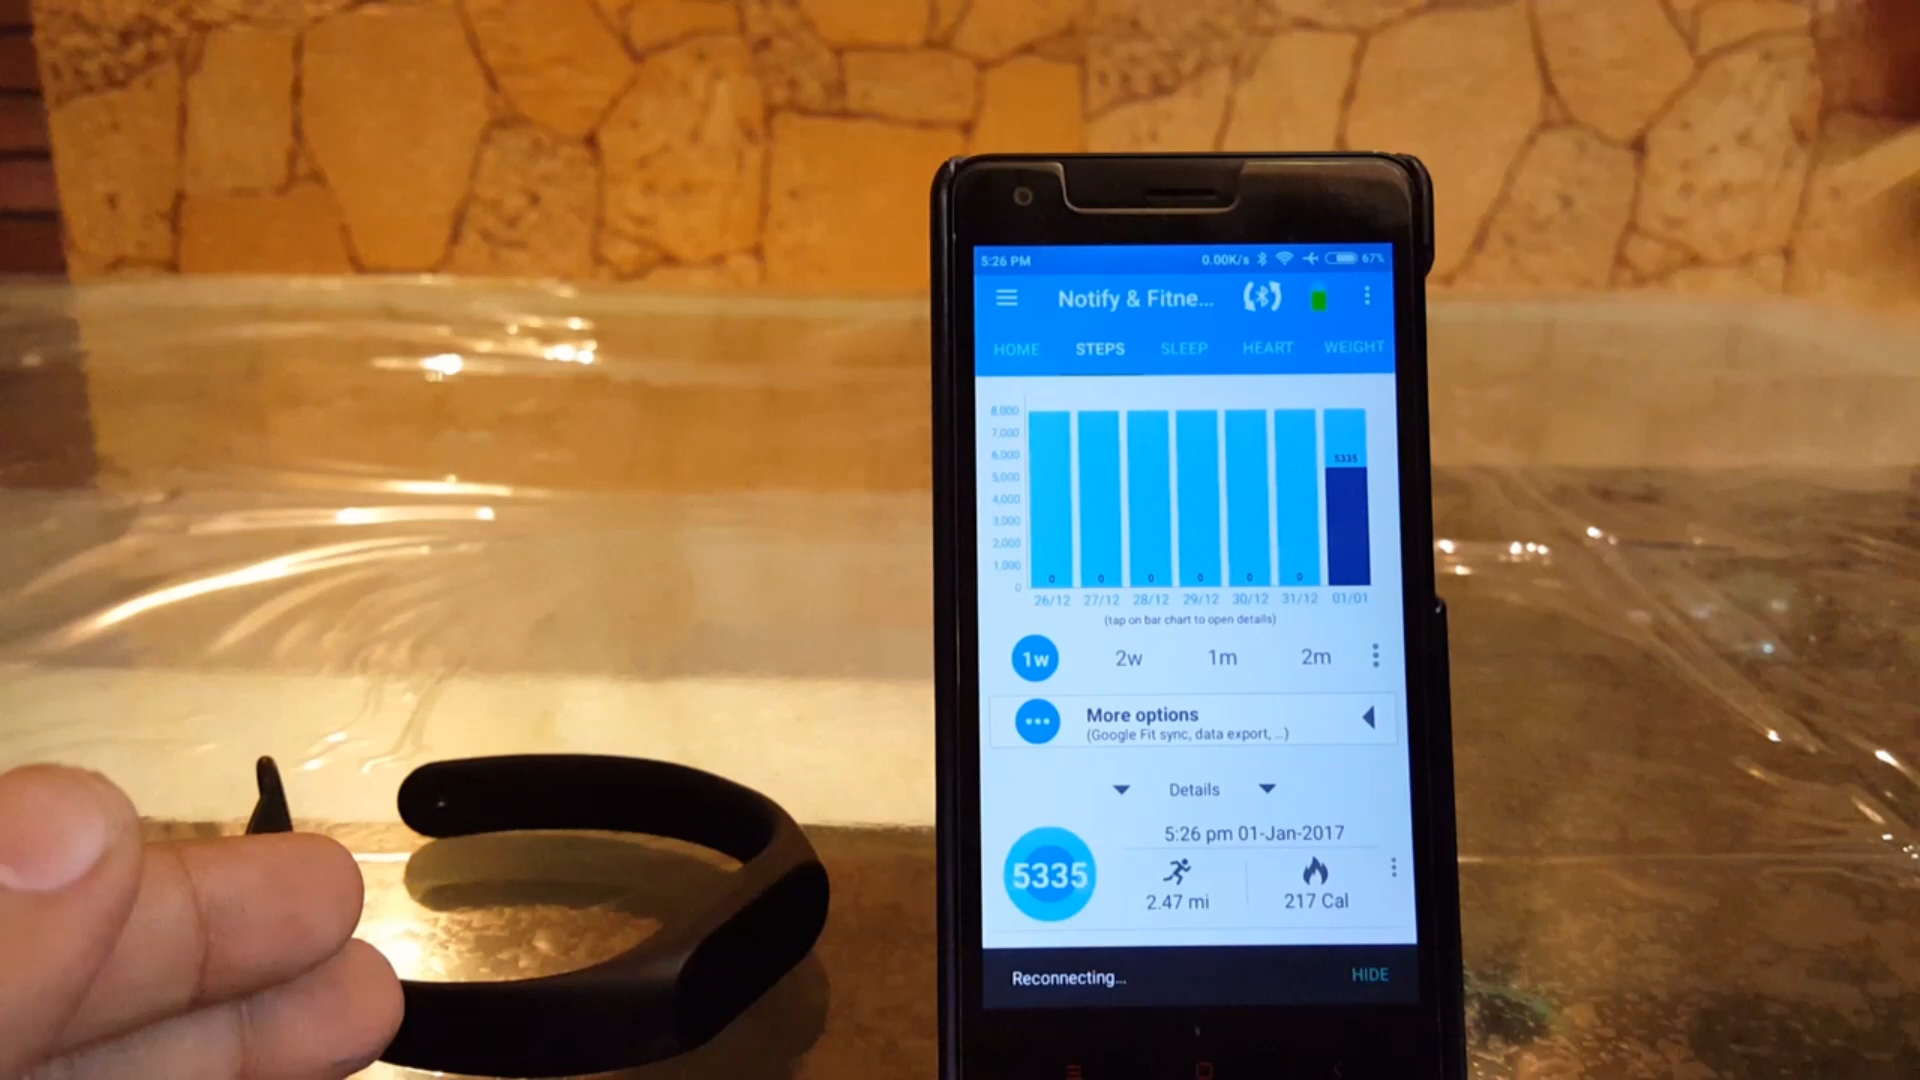 5:26 PM 0.00K/s 67%
Notify & Fitne...
HOME STEPS SLEEP HEART WEIGHT
8,000
7,000
6,000
5,000
4,000
3,000
2,000
1,000
0
5335
0 0 0 0 0 0
26/12 27/12 28/12 29/12 30/12 31/12 01/01
(tap on bar chart to open details)
1w 2w 1m 2m
More options
(Google Fit sync, data export, ...)
Details
5:26 pm 01-Jan-2017
5335
2.47 mi 217 Cal
Reconnecting... HIDE